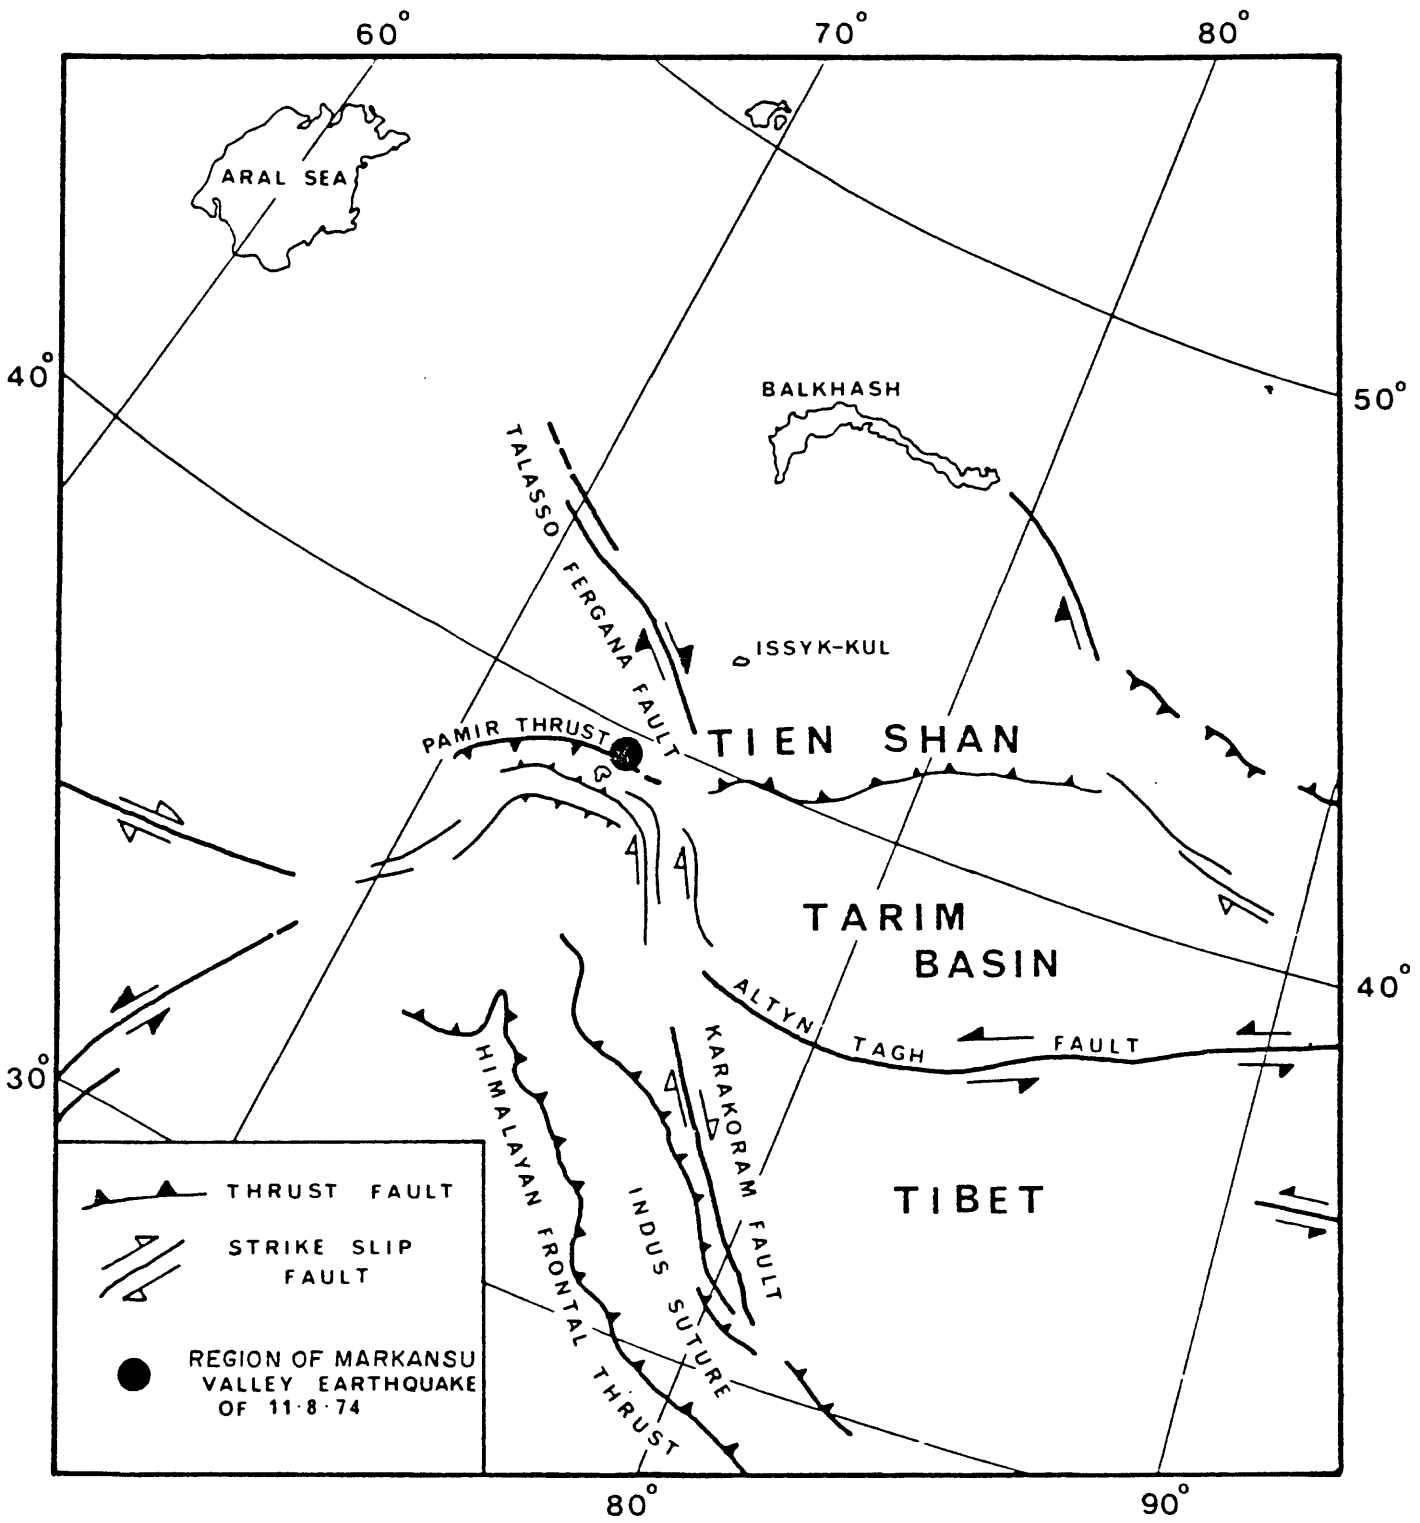 60°
70°
80°
ARAL SEA
40°
BALKHASH
50°
TALASSO FERGANA FAULT
ISSYK-KUL
PAMIR THRUST
TIEN SHAN
TARIM
BASIN
ALTYN TAGH FAULT
40°
30°
KARAKORAM FAULT
HIMALAYAN FRONTAL THRUST
INDUS SUTURE
TIBET
THRUST FAULT
STRIKE SLIP
FAULT
REGION OF MARKANSU
VALLEY EARTHQUAKE
OF 11·8·74
80°
90°